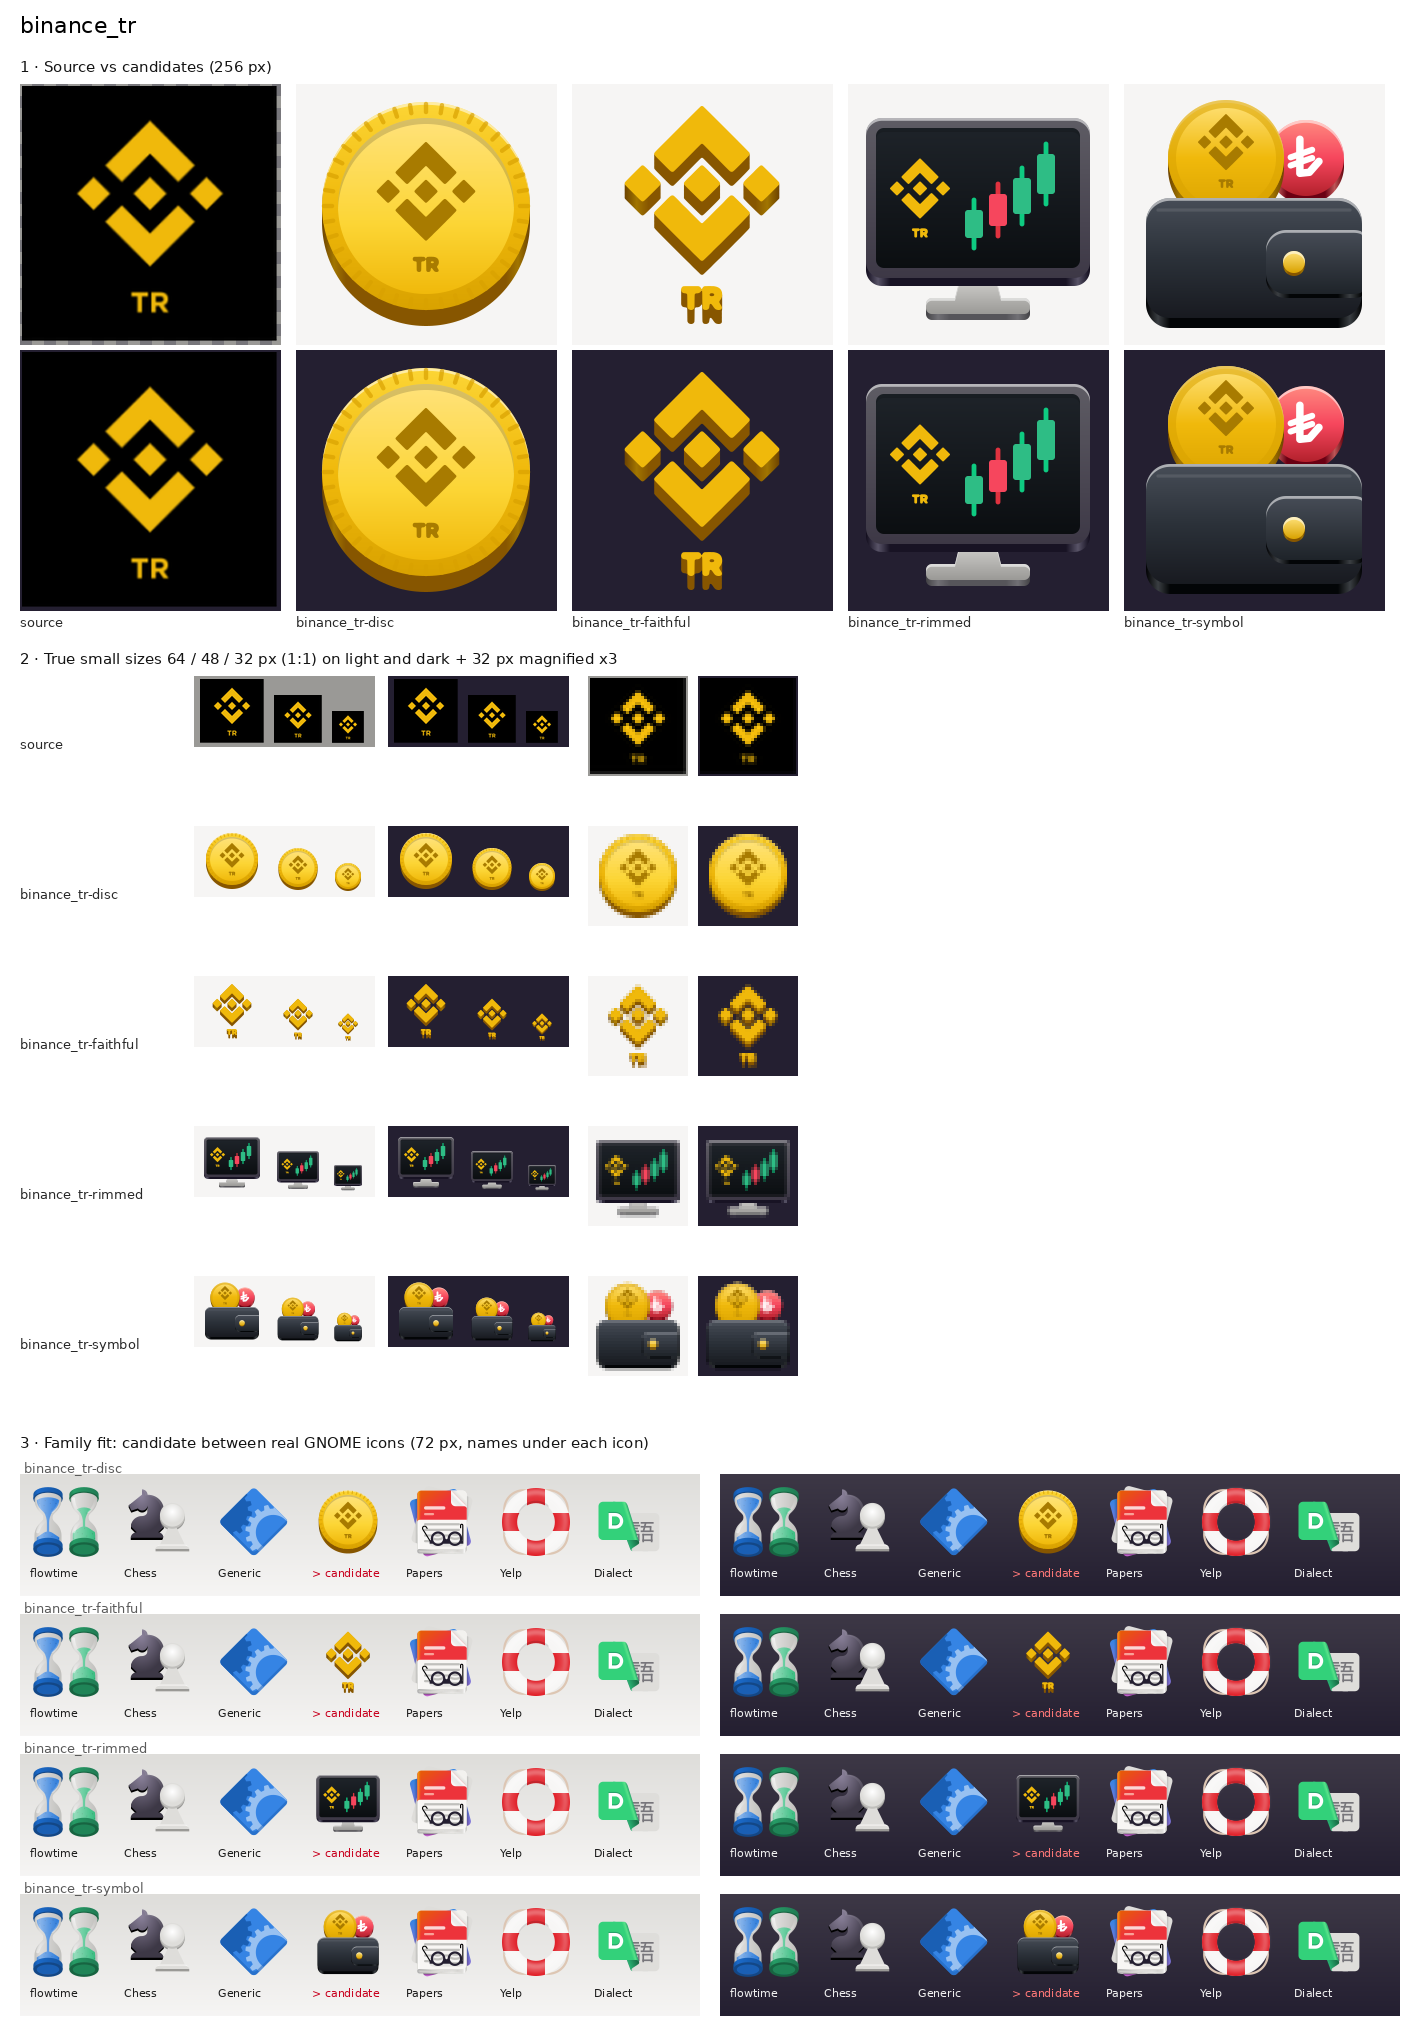 binance_tr
1 · Source vs candidates (256 px)
TR
TR
TR
TR
TR
₺
TR
TR
TR
TR
TR
₺
source
binance_tr-disc
binance_tr-faithful
binance_tr-rimmed
binance_tr-symbol
2 · True small sizes 64 / 48 / 32 px (1:1) on light and dark + 32 px magnified x3
source
binance_tr-disc
binance_tr-faithful
binance_tr-rimmed
binance_tr-symbol
3 · Family fit: candidate between real GNOME icons (72 px, names under each icon)
binance_tr-disc
flowtime Chess Generic > candidate Papers Yelp Dialect flowtime Chess Generic > candidate Papers Yelp Dialect
binance_tr-faithful
flowtime Chess Generic > candidate Papers Yelp Dialect flowtime Chess Generic > candidate Papers Yelp Dialect
binance_tr-rimmed
flowtime Chess Generic > candidate Papers Yelp Dialect flowtime Chess Generic > candidate Papers Yelp Dialect
binance_tr-symbol
flowtime Chess Generic > candidate Papers Yelp Dialect flowtime Chess Generic > candidate Papers Yelp Dialect